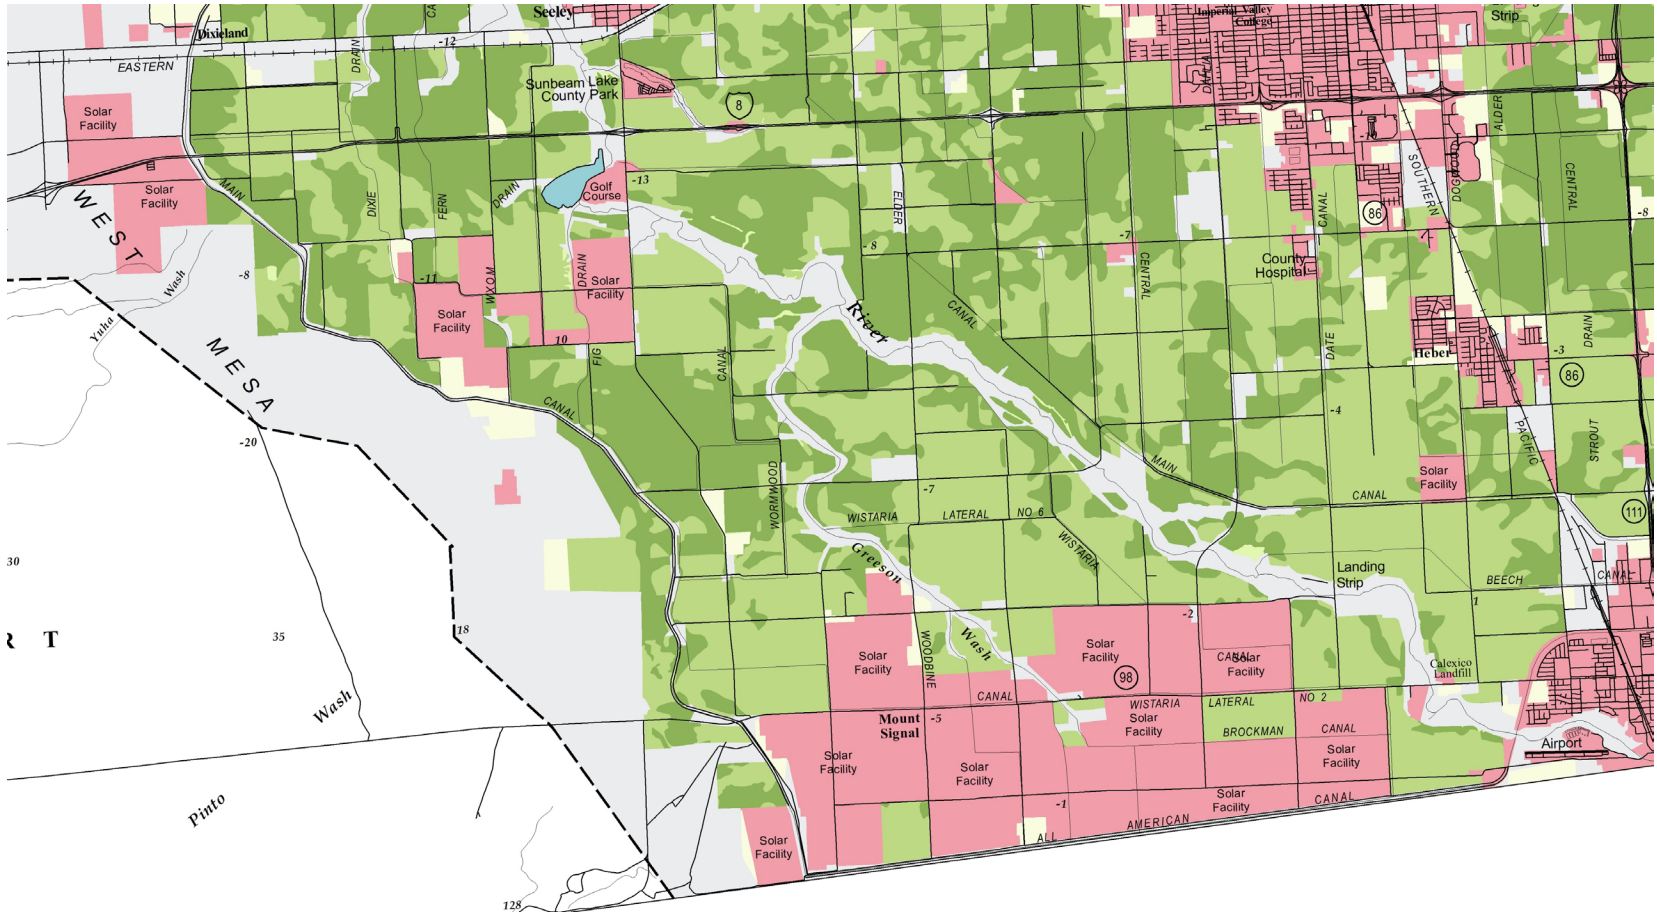 Seeley
Imperial Valley
College
Strip
Dixieland
CA
-12
DRAIN
EASTERN
Sunbeam Lake
County Park
8
DAHLIA
ALDER
Solar
Facility
-10
SOUTHERN
DOGWOOD
CENTRAL
Solar
Facility
MAIN
DIXIE
FERN
DRAIN
Golf
Course
-13
ELDER
CANAL
86
-8
WEST
Wash
Yuha
-8
-11
WXOM
DRAIN
Solar
Facility
-8
-7
CENTRAL
County
Hospital
Solar
Facility
10
FIG
CANAL
River
CANAL
DATE
Heber
-3
DRAIN
86
MESA
CANAL
-4
-20
WORMWOOD
MAIN
PACIFIC
STROUT
Solar
Facility
-7
CANAL
WISTARIA
LATERAL
NO 6
WISTARIA
111
30
Greeson
Landing
Strip
BEECH
CANAL
1
R T
35
18
-2
Wash
WOODBINE
Solar
Facility
Solar
Facility
98
CANAL
Solar
Facility
Calexico
Landfill
Wash
CANAL
WISTARIA
LATERAL
NO 2
Mount
Signal
-5
Solar
Facility
BROCKMAN
CANAL
Airport
Solar
Facility
Solar
Facility
Solar
Facility
Pinto
-1
Solar
Facility
CANAL
ALL
AMERICAN
Solar
Facility
128